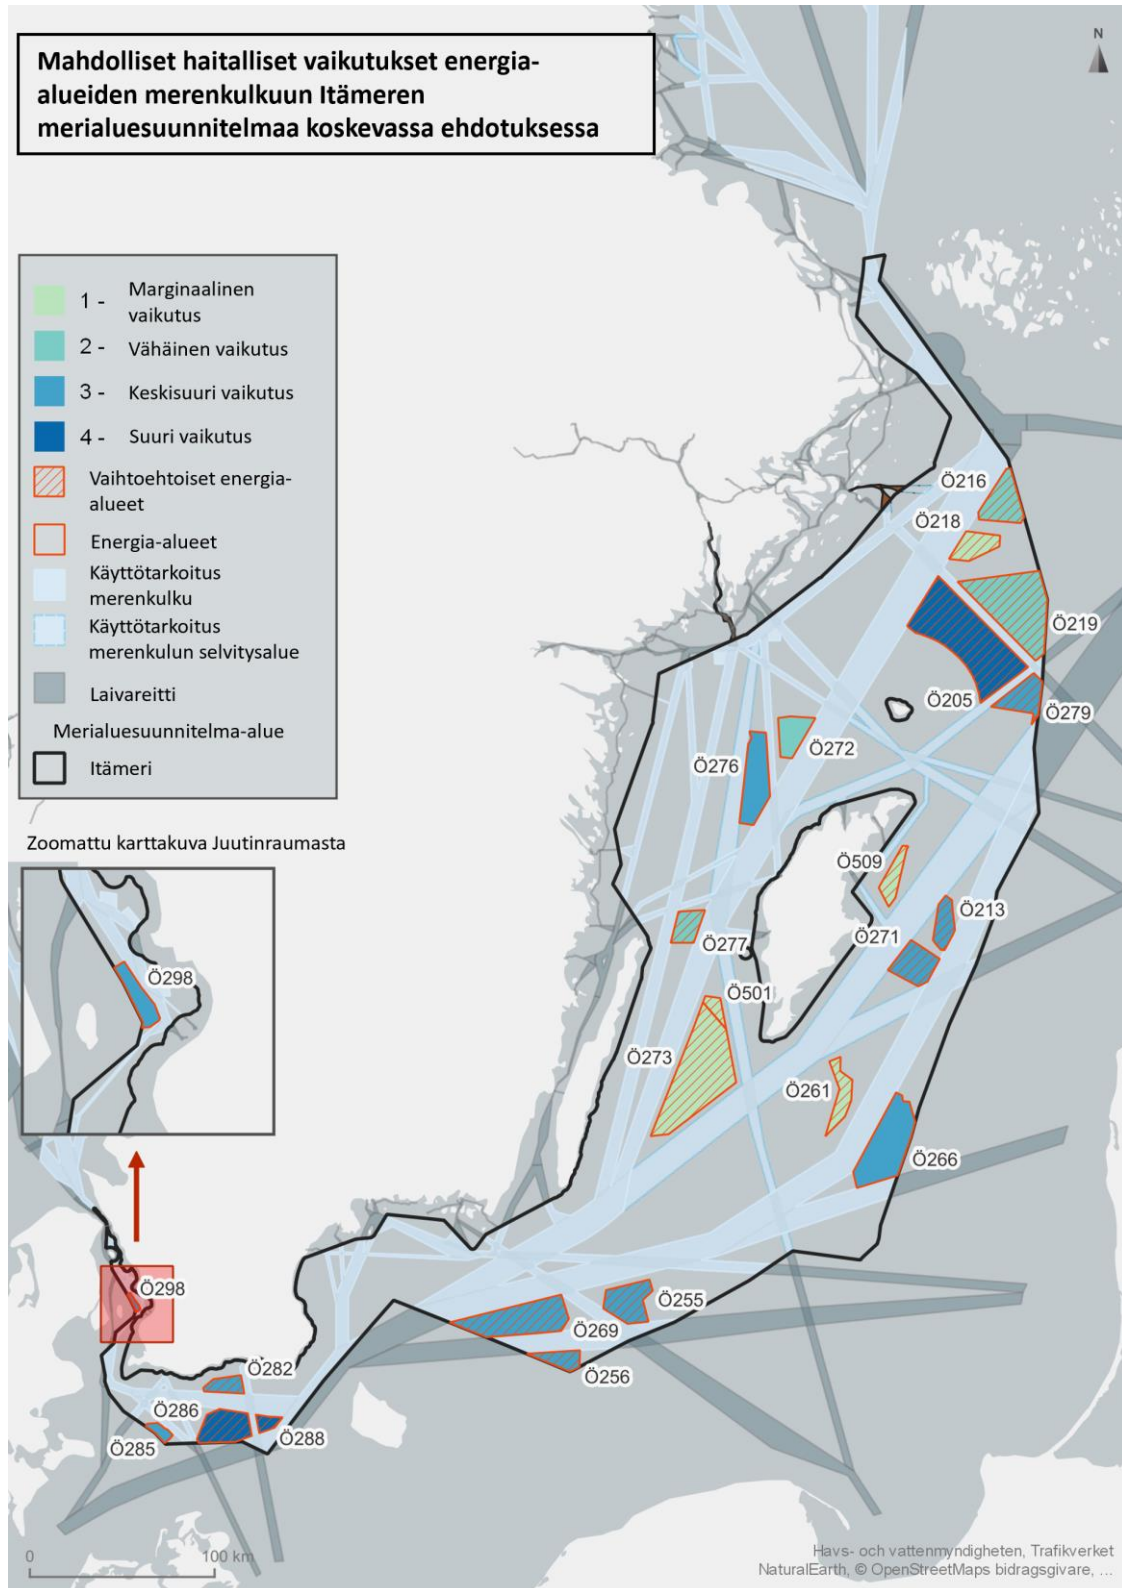 Mahdolliset haitalliset vaikutukset energia-
alueiden merenkulkuun Itämeren
merialuesuunnitelmaa koskevassa ehdotuksessa
N
1 - Marginaalinen
vaikutus
2 - Vähäinen vaikutus
3 - Keskisuuri vaikutus
4 - Suuri vaikutus
Vaihtoehtoiset energia-
alueet
Energia-alueet
Käyttötarkoitus
merenkulku
Käyttötarkoitus
merenkulun selvitysalue
Laivareitti
Merialuesuunnitelma-alue
Itämeri
Zoomattu karttakuva Juutinraumasta
Ö298
Ö216
Ö218
Ö219
Ö205
Ö279
Ö272
Ö276
Ö509
Ö213
Ö271
Ö277
Ö501
Ö273
Ö261
Ö266
Ö298
Ö255
Ö269
Ö256
Ö282
Ö286
Ö285
Ö288
0 100 km
Havs- och vattenmyndigheten, Trafikverket
NaturalEarth, © OpenStreetMaps bidragsgivare, ...